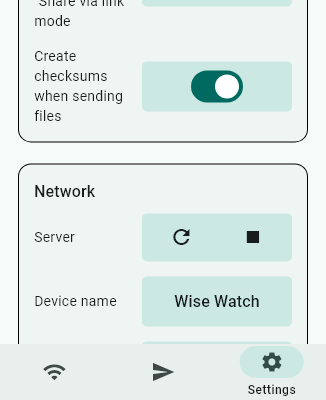 "Share via link"
mode
Create
checksums
when sending
files
Network
Server
Device name
Wise Watch
Settings